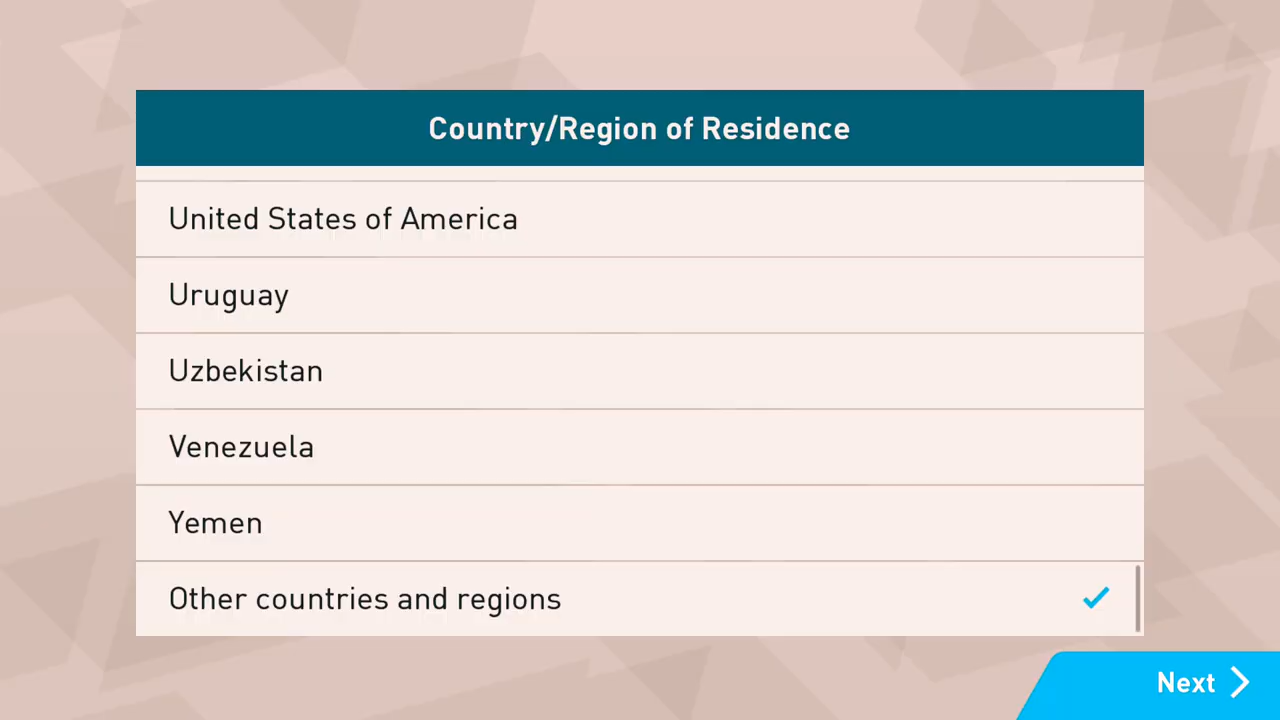 Country/Region of Residence
United States of America
Uruguay
Uzbekistan
Venezuela
Yemen
Other countries and regions
Next